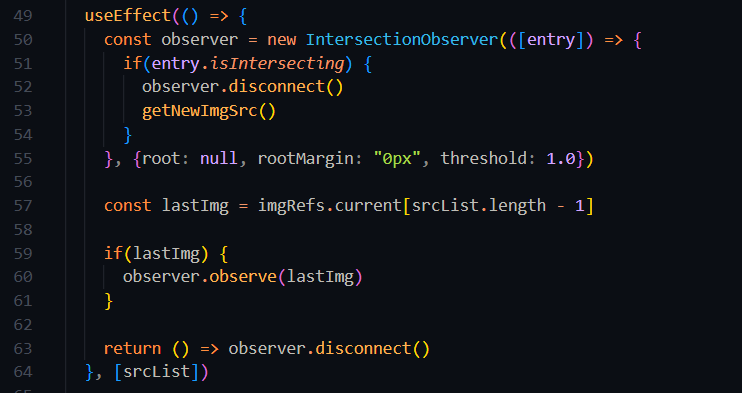 49 useEffect(() => {
50 const observer = new IntersectionObserver(([entry]) => {
51 if(entry.isIntersecting) {
52 observer.disconnect()
53 getNewImgSrc()
54 }
55 }, {root: null, rootMargin: "0px", threshold: 1.0})
56
57 const lastImg = imgRefs.current[srcList.length - 1]
58
59 if(lastImg) {
60 observer.observe(lastImg)
61 }
62
63 return () => observer.disconnect()
64 }, [srcList])